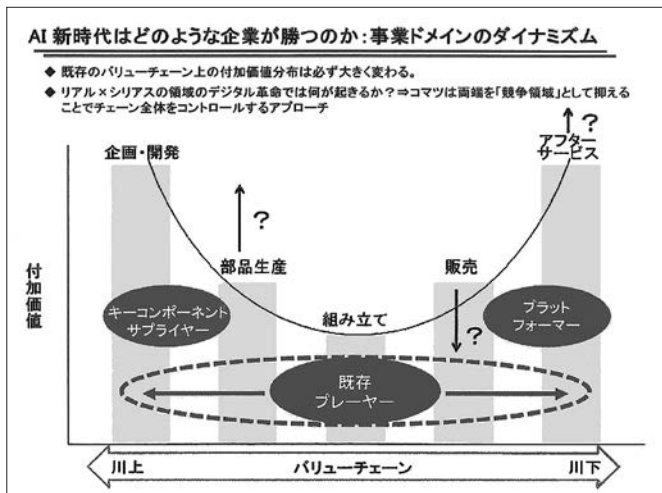 AI 新時代はどのような企業が勝つのか：事業ドメインのダイナミズム
◆ 既存のバリューチェーン上の付加価値分布は必ず大きく変わる。
◆ リアル×シリアスの領域のデジタル革命では何が起きるか？⇒コマツは両端を「競争領域」として抑える
ことでチェーン全体をコントロールするアプローチ
?
企画・開発
アフター
サービス
?
部品生産
販売
付加価値
キーコンポーネント
サプライヤー
組み立て
?
プラット
フォーマー
既存
プレーヤー
川上
バリューチェーン
川下